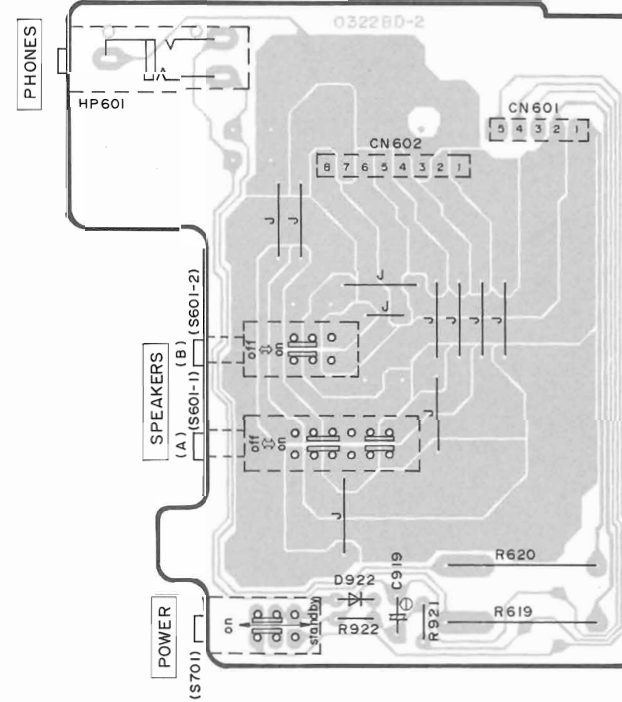 0322BD-2
PHONES
HP601
CN601
5 4 3 2 1
CN602
8 7 6 5 4 3 2 1
J
J
J
J
J
J
J
J
SPEAKERS
(B) (S601-2)
off
on
(A) (S601-1)
off
on
J
J
R620
D922
C919
POWER
(S701)
on
standby
R922
R921
R619